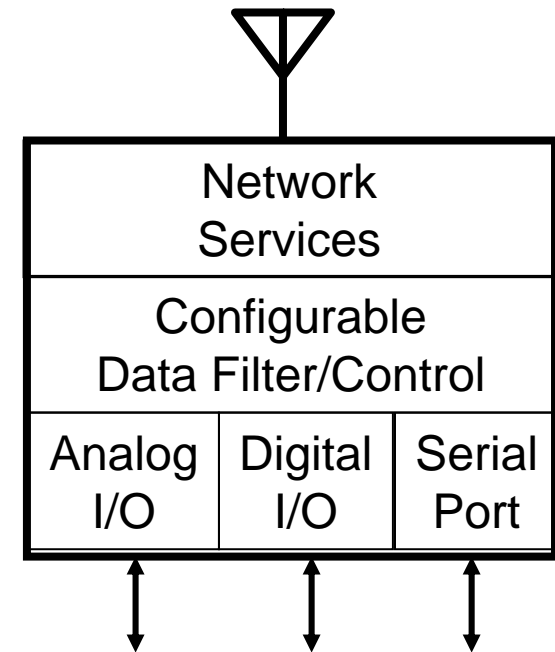 Network
Services
Configurable
Data Filter/Control
Analog
I/O
Digital
I/O
Serial
Port